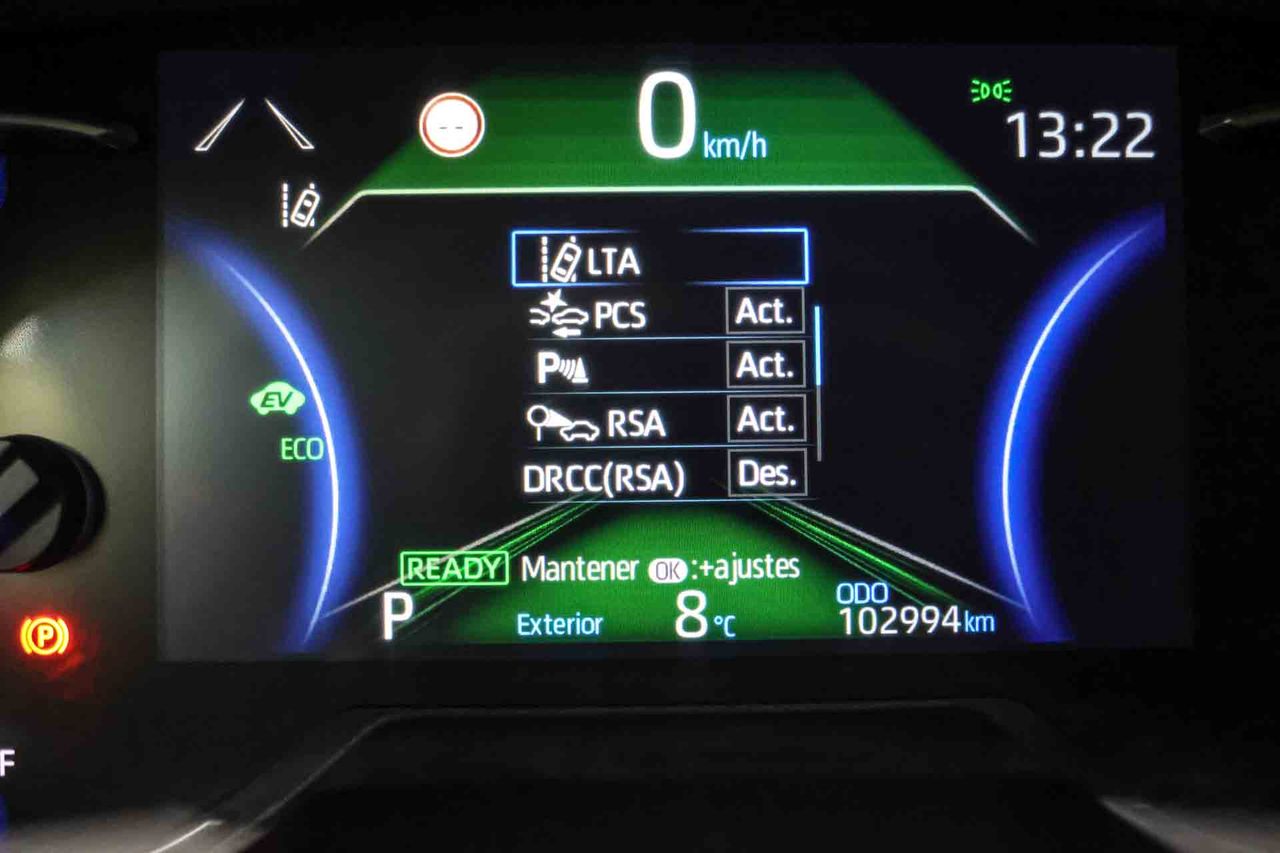 -- 0 km/h
13:22
LTA
PCS Act.
P Act.
RSA Act.
DRCC(RSA) Des.
EV
ECO
READY Mantener OK :+ajustes
P Exterior 8 °C
ODO
102994 km
P
F